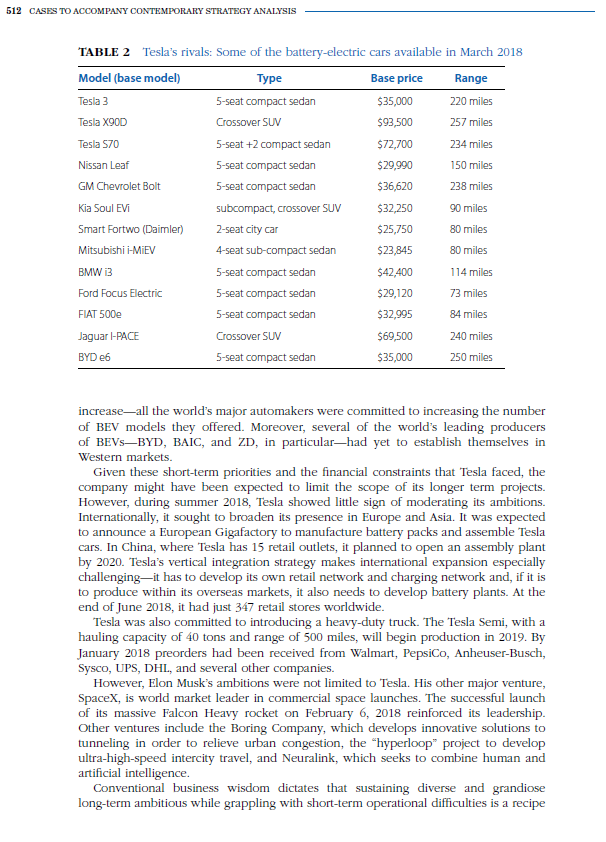 512 CASES TO ACCOMPANY CONTEMPORARY STRATEGY ANALYSIS
TABLE 2 Tesla's rivals: Some of the battery-electric cars available in March 2018
Model (base model) Type Base price Range
Tesla 3 5-seat compact sedan $35,000 220 miles
Tesla X90D Crossover SUV $93,500 257 miles
Tesla S70 5-seat +2 compact sedan $72,700 234 miles
Nissan Leaf 5-seat compact sedan $29,990 150 miles
GM Chevrolet Bolt 5-seat compact sedan $36,620 238 miles
Kia Soul EVi subcompact, crossover SUV $32,250 90 miles
Smart Fortwo (Daimler) 2-seat city car $25,750 80 miles
Mitsubishi i-MiEV 4-seat sub-compact sedan $23,845 80 miles
BMW i3 5-seat compact sedan $42,400 114 miles
Ford Focus Electric 5-seat compact sedan $29,120 73 miles
FIAT 500e 5-seat compact sedan $32,995 84 miles
Jaguar I-PACE Crossover SUV $69,500 240 miles
BYD e6 5-seat compact sedan $35,000 250 miles
increase—all the world's major automakers were committed to increasing the number
of BEV models they offered. Moreover, several of the world's leading producers
of BEVs—BYD, BAIC, and ZD, in particular—had yet to establish themselves in
Western markets.
Given these short-term priorities and the financial constraints that Tesla faced, the
company might have been expected to limit the scope of its longer term projects.
However, during summer 2018, Tesla showed little sign of moderating its ambitions.
Internationally, it sought to broaden its presence in Europe and Asia. It was expected
to announce a European Gigafactory to manufacture battery packs and assemble Tesla
cars. In China, where Tesla has 15 retail outlets, it planned to open an assembly plant
by 2020. Tesla's vertical integration strategy makes international expansion especially
challenging—it has to develop its own retail network and charging network and, if it is
to produce within its overseas markets, it also needs to develop battery plants. At the
end of June 2018, it had just 347 retail stores worldwide.
Tesla was also committed to introducing a heavy-duty truck. The Tesla Semi, with a
hauling capacity of 40 tons and range of 500 miles, will begin production in 2019. By
January 2018 preorders had been received from Walmart, PepsiCo, Anheuser-Busch,
Sysco, UPS, DHL, and several other companies.
However, Elon Musk's ambitions were not limited to Tesla. His other major venture,
SpaceX, is world market leader in commercial space launches. The successful launch
of its massive Falcon Heavy rocket on February 6, 2018 reinforced its leadership.
Other ventures include the Boring Company, which develops innovative solutions to
tunneling in order to relieve urban congestion, the "hyperloop" project to develop
ultra-high-speed intercity travel, and Neuralink, which seeks to combine human and
artificial intelligence.
Conventional business wisdom dictates that sustaining diverse and grandiose
long-term ambitious while grappling with short-term operational difficulties is a recipe